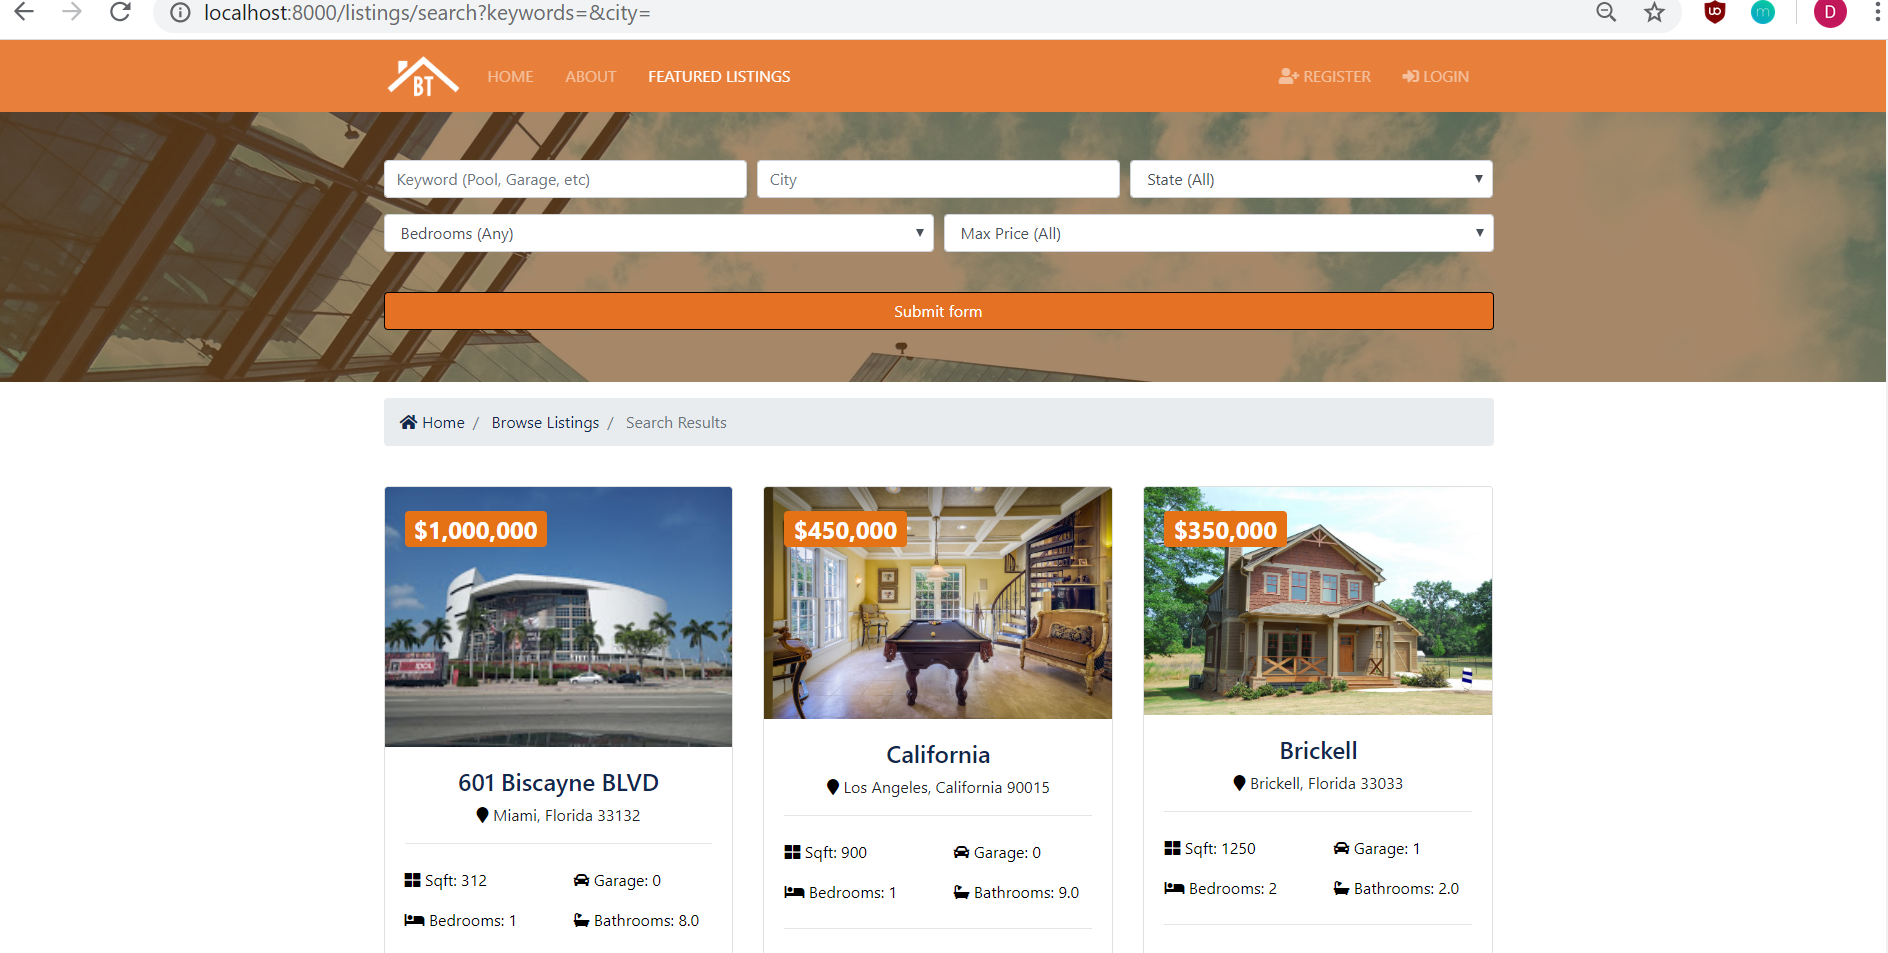 localhost:8000/listings/search?keywords=&city=
D
BT
HOME ABOUT FEATURED LISTINGS REGISTER LOGIN
Keyword (Pool, Garage, etc) City State (All)
Bedrooms (Any) Max Price (All)
Submit form
Home / Browse Listings / Search Results
$1,000,000
601 Biscayne BLVD
Miami, Florida 33132
Sqft: 312 Garage: 0
Bedrooms: 1 Bathrooms: 8.0
$450,000
California
Los Angeles, California 90015
Sqft: 900 Garage: 0
Bedrooms: 1 Bathrooms: 9.0
$350,000
Brickell
Brickell, Florida 33033
Sqft: 1250 Garage: 1
Bedrooms: 2 Bathrooms: 2.0